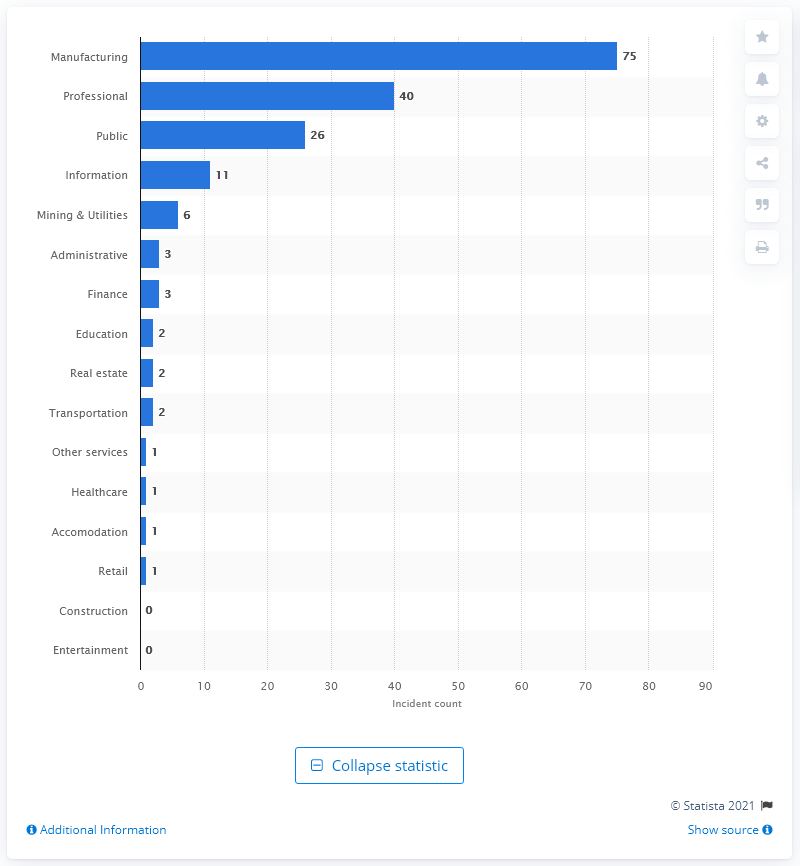 Manufacturing 75
Professional 40
Public 26
Information 11
Mining & Utilities 6
Administrative 3
Finance 3
Education 2
Real estate 2
Transportation 2
Other services 1
Healthcare 1
Accomodation 1
Retail 1
Construction 0
Entertainment 0
0 10 20 30 40 50 60 70 80 90
Incident count
Collapse statistic
© Statista 2021
Additional Information Show source